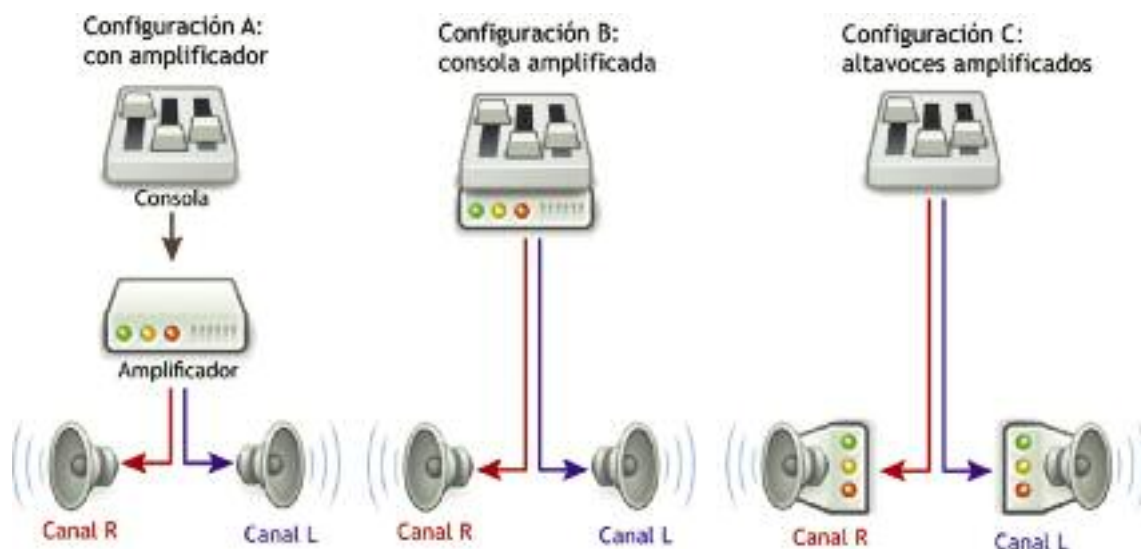 Configuración A:
con amplificador
Consola
Amplificador
Canal R
Canal L
Configuración B:
consola amplificada
Canal R
Canal L
Configuración C:
altavoces amplificados
Canal R
Canal L